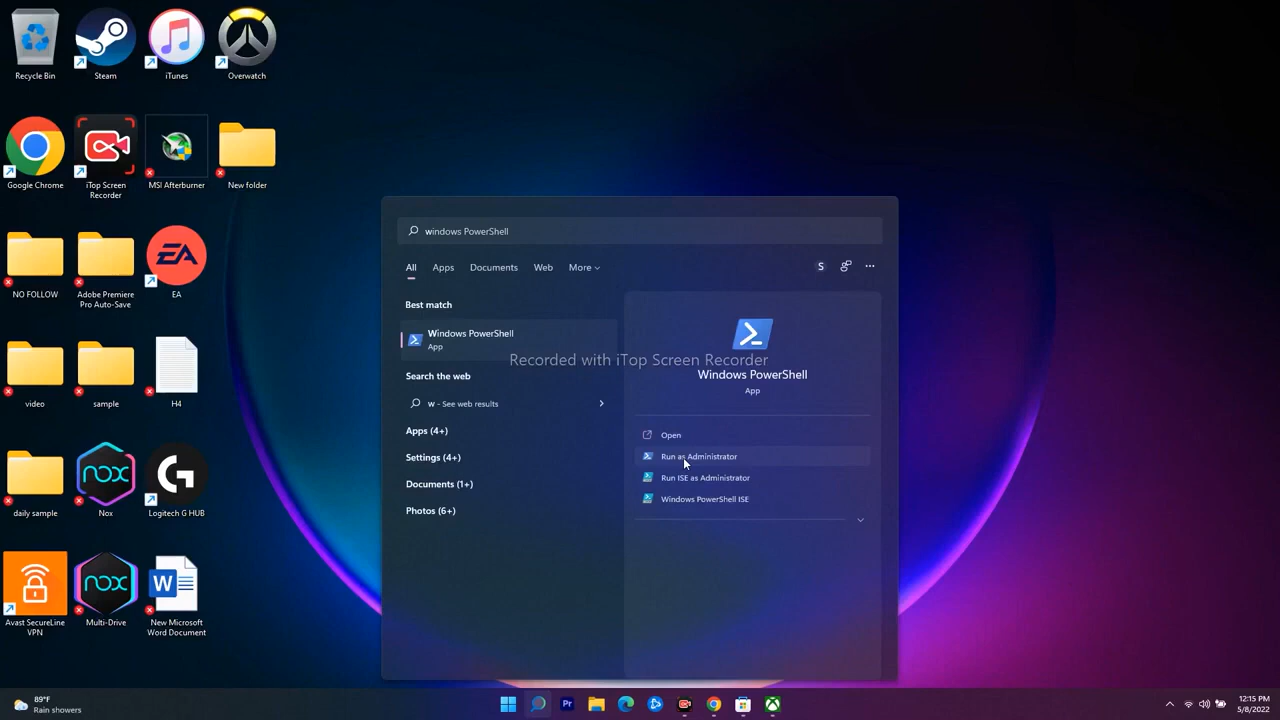 Recycle Bin
Steam
iTunes
Overwatch
Google Chrome
iTop Screen
Recorder
MSI Afterburner
New folder
NO FOLLOW
Adobe Premiere
Pro Auto-Save
EA
EA
video
sample
H4
daily sample
nox
Nox
G
Logitech G HUB
Avast SecureLine
VPN
nox
Multi-Drive
W
New Microsoft
Word Document
windows PowerShell
All
Apps
Documents
Web
More
S
Best match
Windows PowerShell
App
Search the web
w - See web results
Apps (4+)
Settings (4+)
Documents (1+)
Photos (6+)
Recorded with iTop Screen Recorder
Windows PowerShell
App
Open
Run as Administrator
Run ISE as Administrator
Windows PowerShell ISE
89°F
Rain showers
Pr
12:15 PM
5/8/2022